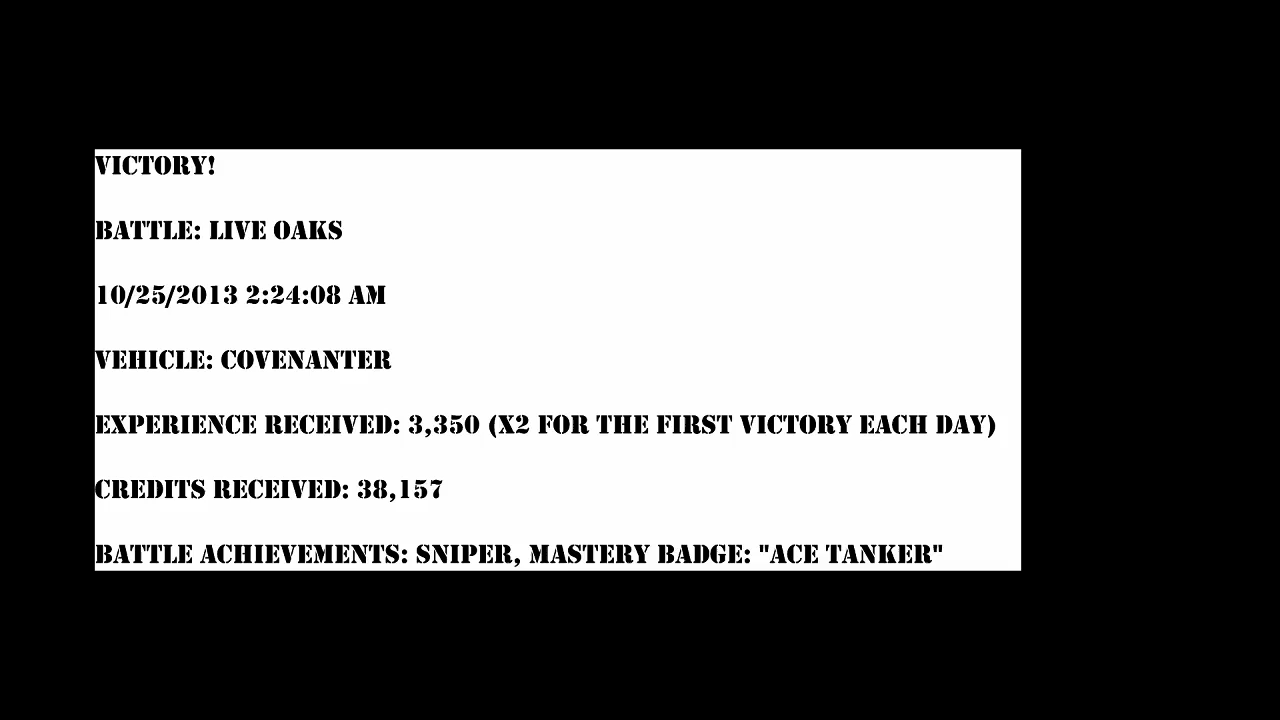 VICTORY!
BATTLE: LIVE OAKS
10/25/2013 2:24:08 AM
VEHICLE: COVENANTER
EXPERIENCE RECEIVED: 3,350 (X2 FOR THE FIRST VICTORY EACH DAY)
CREDITS RECEIVED: 38,157
BATTLE ACHIEVEMENTS: SNIPER, MASTERY BADGE: "ACE TANKER"